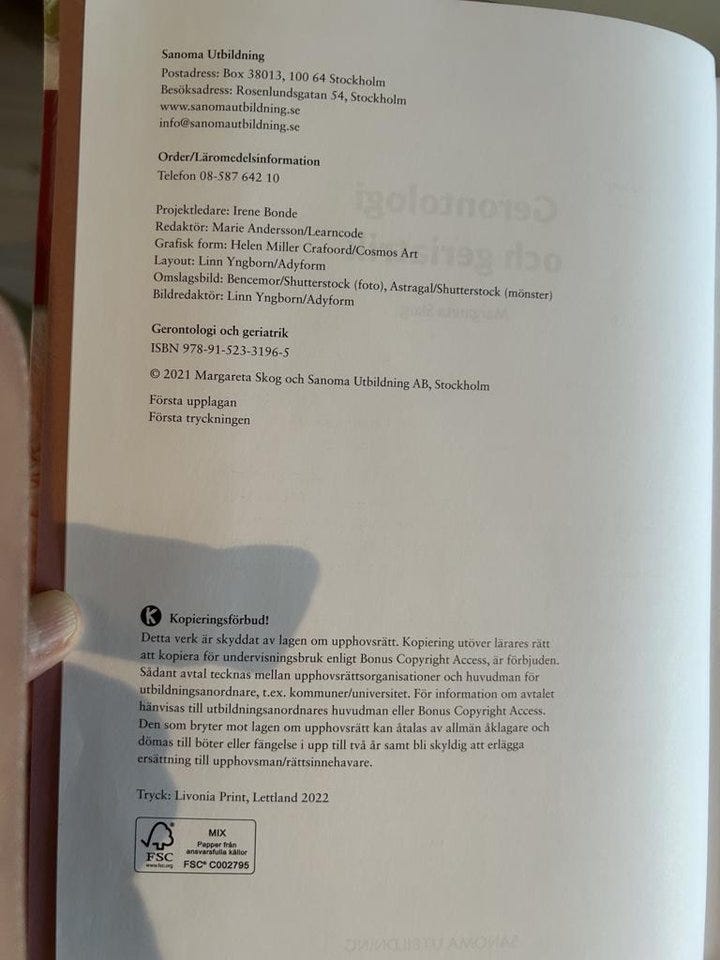 Sanoma Utbildning
Postadress: Box 38013, 100 64 Stockholm
Besöksadress: Rosenlundsgatan 54, Stockholm
www.sanomautbildning.se
info@sanomautbildning.se
Order/Läromedelsinformation
Telefon 08-587 642 10
Projektledare: Irene Bonde
Redaktör: Marie Andersson/Learncode
Grafisk form: Helen Miller Crafoord/Cosmos Art
Layout: Linn Yngborn/Adyform
Omslagsbild: Bencemor/Shutterstock (foto), Astragal/Shutterstock (mönster)
Bildredaktör: Linn Yngborn/Adyform
Gerontologi och geriatrik
ISBN 978-91-523-3196-5
© 2021 Margareta Skog och Sanoma Utbildning AB, Stockholm
Första upplagan
Första tryckningen
K Kopieringsförbud!
Detta verk är skyddat av lagen om upphovsrätt. Kopiering utöver lärares rätt
att kopiera för undervisningsbruk enligt Bonus Copyright Access, är förbjuden.
Sådant avtal tecknas mellan upphovsrättsorganisationer och huvudman för
utbildningsanordnare, t.ex. kommuner/universitet. För information om avtalet
hänvisas till utbildningsanordnares huvudman eller Bonus Copyright Access.
Den som bryter mot lagen om upphovsrätt kan åtalas av allmän åklagare och
dömas till böter eller fängelse i upp till två år samt bli skyldig att erlägga
ersättning till upphovsman/rättsinnehavare.
Tryck: Livonia Print, Lettland 2022
FSC
www.fsc.org
MIX
Papper från
ansvarsfulla källor
FSC® C002795